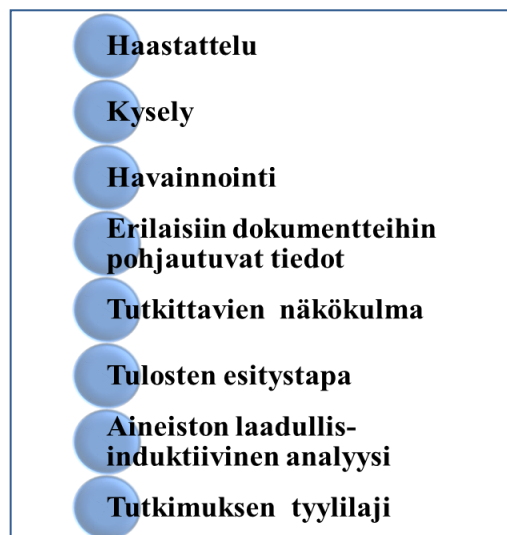 Haastattelu
Kysely
Havainnointi
Erilaisiin dokumentteihin
pohjautuvat tiedot
Tutkittavien näkökulma
Tulosten esitystapa
Aineiston laadullis-
induktiivinen analyysi
Tutkimuksen tyylilaji